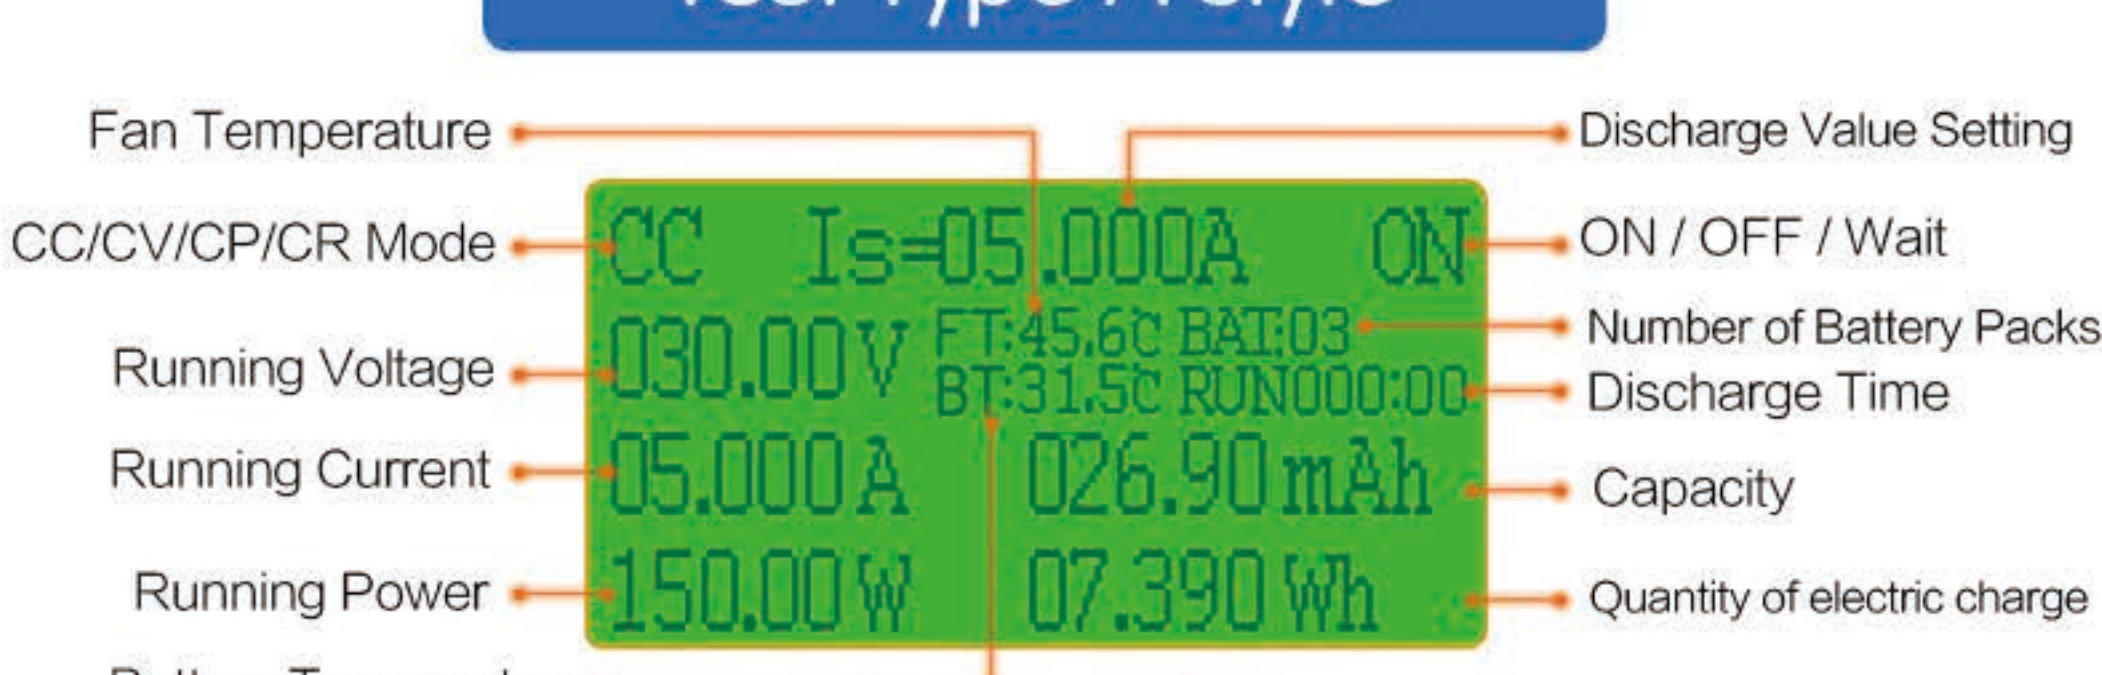 Fan Temperature
Discharge Value Setting
CC/CV/CP/CR Mode
CC Is=05.000A ON
ON / OFF / Wait
Running Voltage
030.00V
FT:45.6℃ BAT:03
Number of Battery Packs
BT:31.5℃ RUN000:00
Discharge Time
Running Current
05.000A
026.90mAh
Capacity
Running Power
150.00W
07.390Wh
Quantity of electric charge